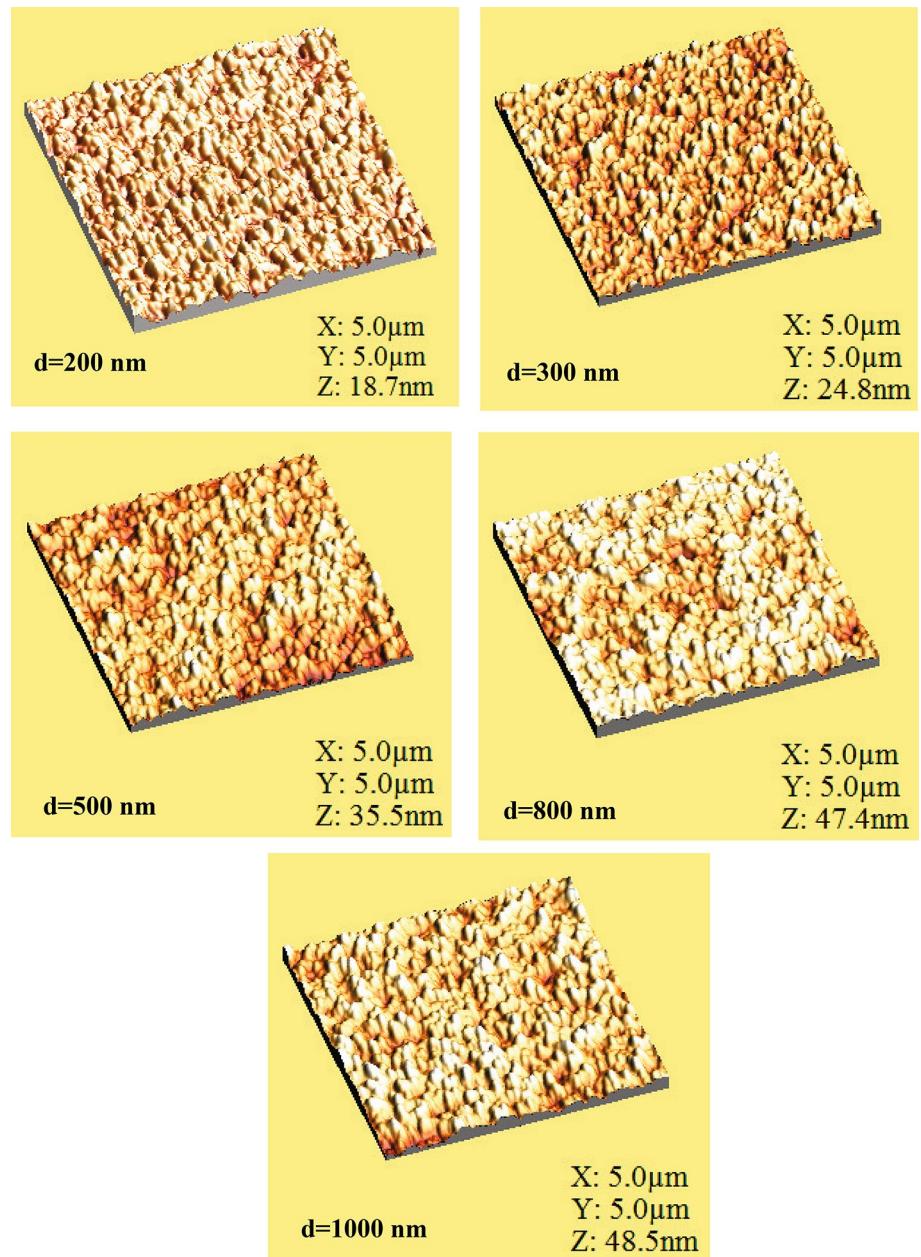 d=200 nm
X: 5.0µm
Y: 5.0µm
Z: 18.7nm
d=300 nm
X: 5.0µm
Y: 5.0µm
Z: 24.8nm
d=500 nm
X: 5.0µm
Y: 5.0µm
Z: 35.5nm
d=800 nm
X: 5.0µm
Y: 5.0µm
Z: 47.4nm
d=1000 nm
X: 5.0µm
Y: 5.0µm
Z: 48.5nm